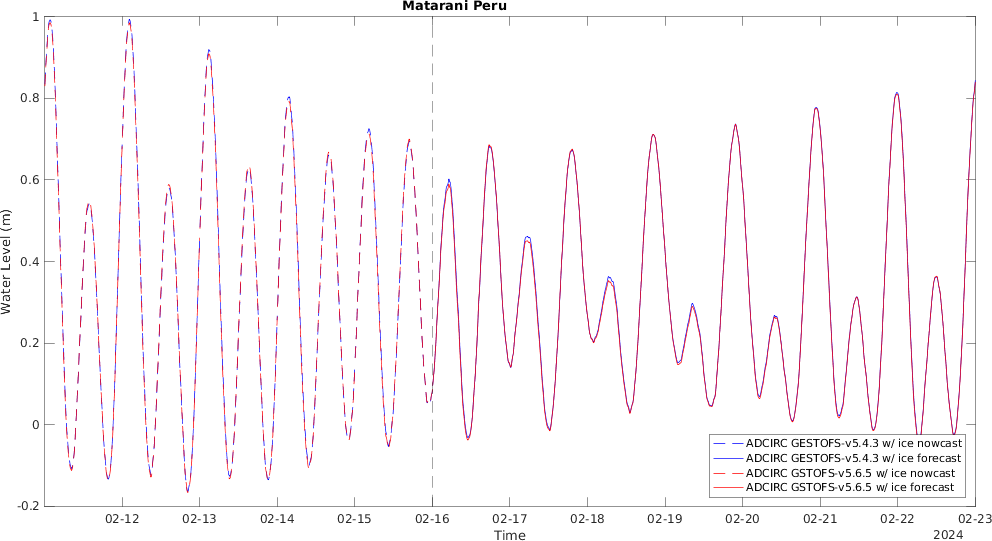 Matarani Peru
Water Level (m)
1
0.8
0.6
0.4
0.2
0
-0.2
02-12
02-13
02-14
02-15
02-16
02-17
02-18
02-19
02-20
02-21
02-22
02-23
Time
2024
ADCIRC GESTOFS-v5.4.3 w/ ice nowcast
ADCIRC GESTOFS-v5.4.3 w/ ice forecast
ADCIRC GSTOFS-v5.6.5 w/ ice nowcast
ADCIRC GSTOFS-v5.6.5 w/ ice forecast